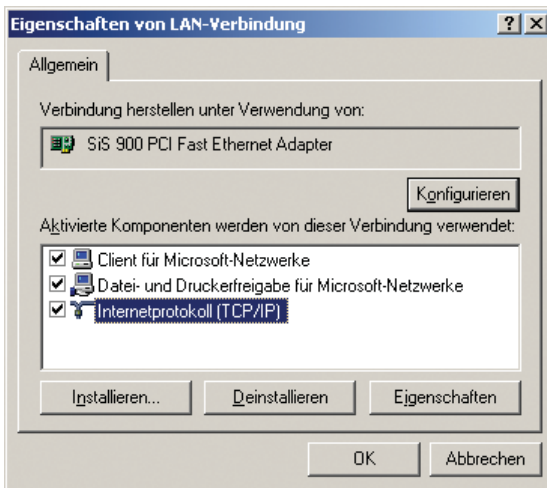 Eigenschaften von LAN-Verbindung
Allgemein
Verbindung herstellen unter Verwendung von:
SiS 900 PCI Fast Ethernet Adapter
Konfigurieren
Aktivierte Komponenten werden von dieser Verbindung verwendet:
Client für Microsoft-Netzwerke
Datei- und Druckerfreigabe für Microsoft-Netzwerke
Internetprotokoll (TCP/IP)
Installieren... Deinstallieren Eigenschaften
OK Abbrechen